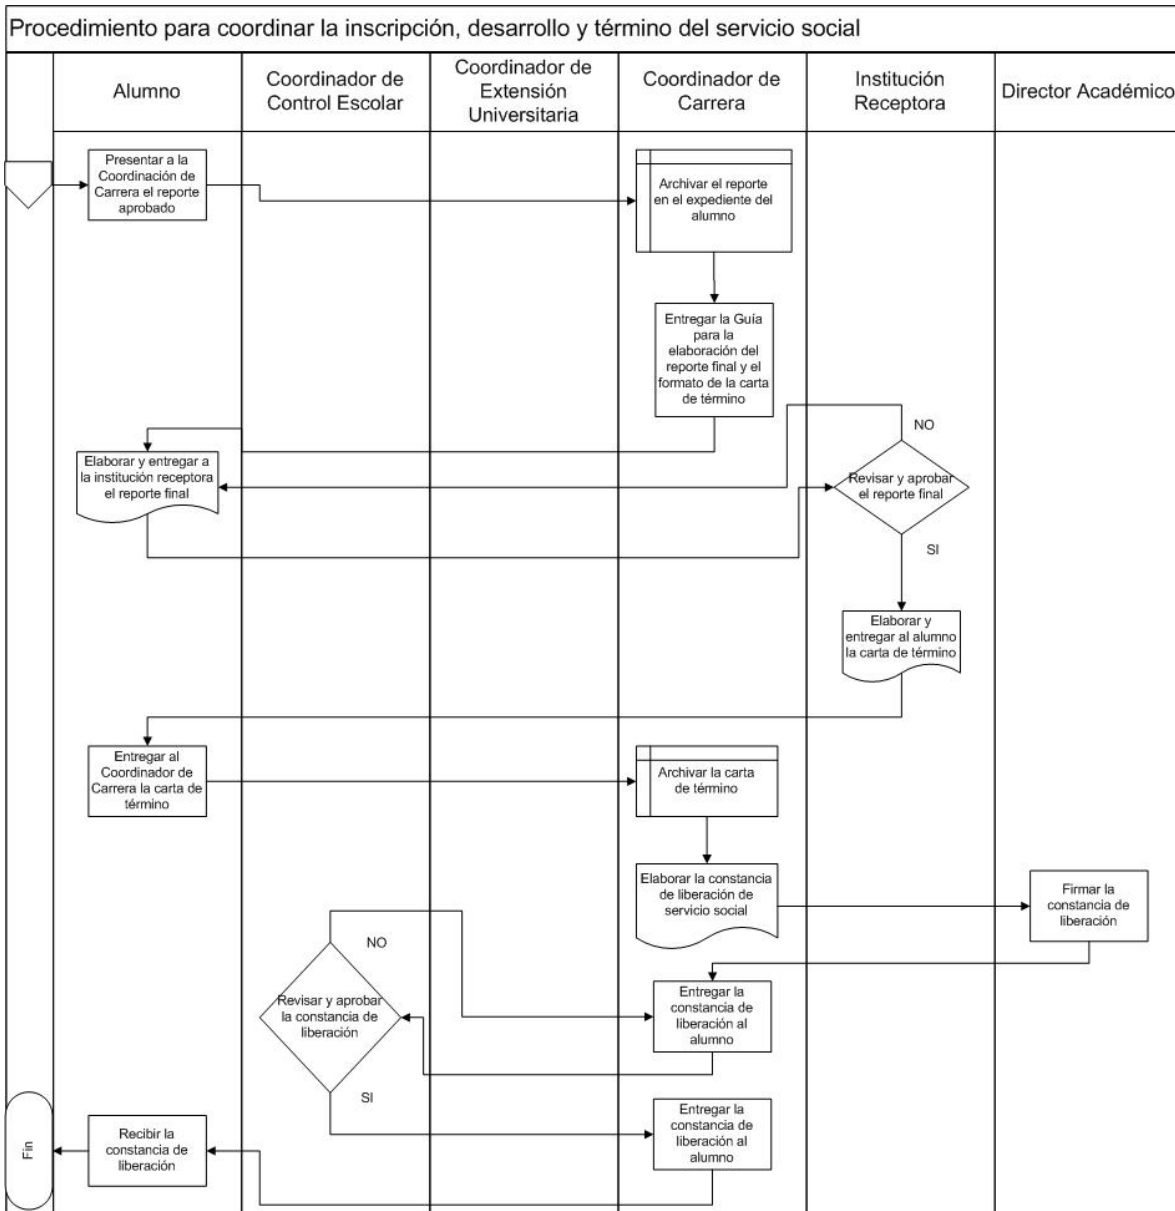 Procedimiento para coordinar la inscripción, desarrollo y término del servicio social
Alumno
Coordinador de
Control Escolar
Coordinador de
Extensión
Universitaria
Coordinador de
Carrera
Institución
Receptora
Director Académico
Presentar a la
Coordinación de
Carrera el reporte
aprobado
Archivar el reporte
en el expediente del
alumno
Entregar la Guía
para la
elaboración del
reporte final y el
formato de la carta
de término
NO
Elaborar y entregar a
la institución receptora
el reporte final
Revisar y aprobar
el reporte final
SI
Elaborar y
entregar al alumno
la carta de término
Entregar al
Coordinador de
Carrera la carta de
término
Archivar la carta
de término
Elaborar la constancia
de liberación de
servicio social
Firmar la
constancia de
liberación
NO
Revisar y aprobar
la constancia de
liberación
Entregar la
constancia de
liberación al
alumno
SI
Entregar la
constancia de
liberación al
alumno
Recibir la
constancia de
liberación
Fin